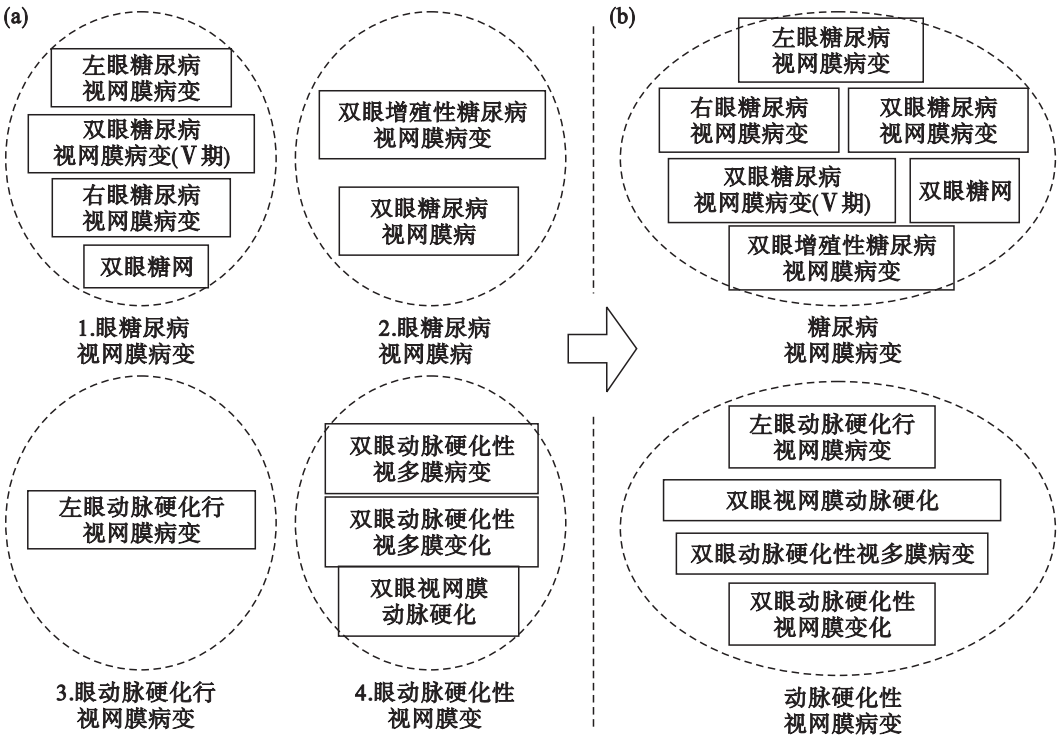 (a)
左眼糖尿病
视网膜病变
双眼糖尿病
视网膜病变(Ⅴ期)
右眼糖尿病
视网膜病变
双眼糖网
1.眼糖尿病
视网膜病变
双眼增殖性糖尿病
视网膜病变
双眼糖尿病
视网膜病
2.眼糖尿病
视网膜病
左眼动脉硬化行
视网膜病变
3.眼动脉硬化行
视网膜病变
双眼动脉硬化性
视多膜病变
双眼动脉硬化性
视多膜变化
双眼视网膜
动脉硬化
4.眼动脉硬化性
视网膜变
(b)
左眼糖尿病
视网膜病变
右眼糖尿病
视网膜病变
双眼糖尿病
视网膜病变
双眼糖尿病
视网膜病变(Ⅴ期)
双眼糖网
双眼增殖性糖尿病
视网膜病变
糖尿病
视网膜病变
左眼动脉硬化行
视网膜病变
双眼视网膜动脉硬化
双眼动脉硬化性视多膜病变
双眼动脉硬化性
视网膜变化
动脉硬化性
视网膜病变